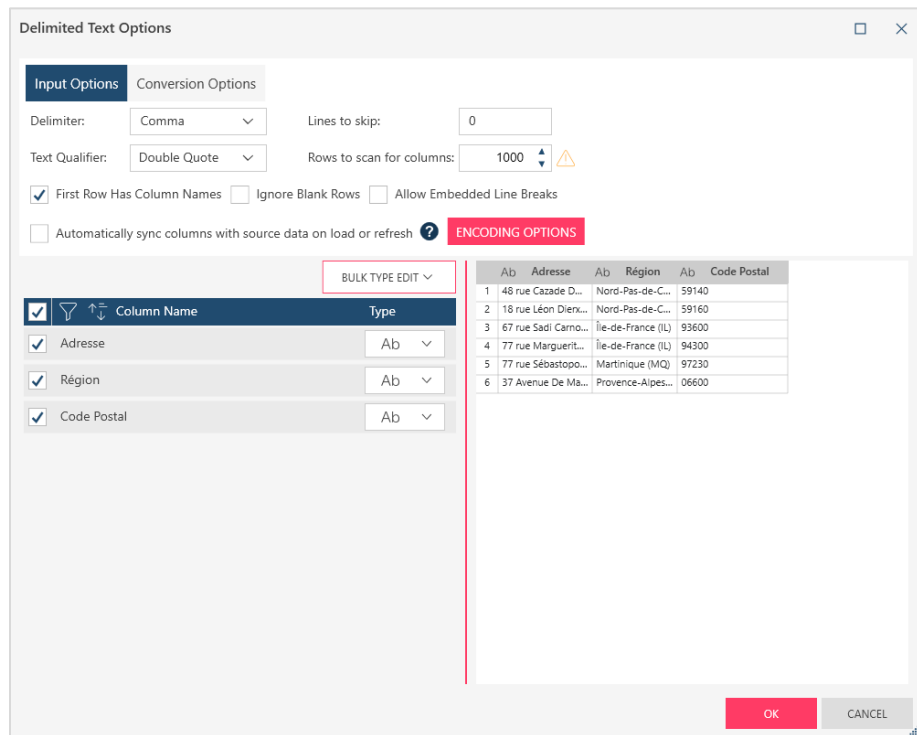 Delimited Text Options
Input Options Conversion Options
Delimiter: Comma Lines to skip: 0
Text Qualifier: Double Quote Rows to scan for columns: 1000
First Row Has Column Names Ignore Blank Rows Allow Embedded Line Breaks
Automatically sync columns with source data on load or refresh ? ENCODING OPTIONS
BULK TYPE EDIT
Column Name Type
Adresse Ab
Région Ab
Code Postal Ab
Ab Adresse Ab Région Ab Code Postal
1 48 rue Cazade D... Nord-Pas-de-C... 59140
2 18 rue Léon Dierx... Nord-Pas-de-C... 59160
3 67 rue Sadi Carno... Île-de-France (IL) 93600
4 77 rue Marguerit... Île-de-France (IL) 94300
5 77 rue Sébastopo... Martinique (MQ) 97230
6 37 Avenue De Ma... Provence-Alpes... 06600
OK CANCEL